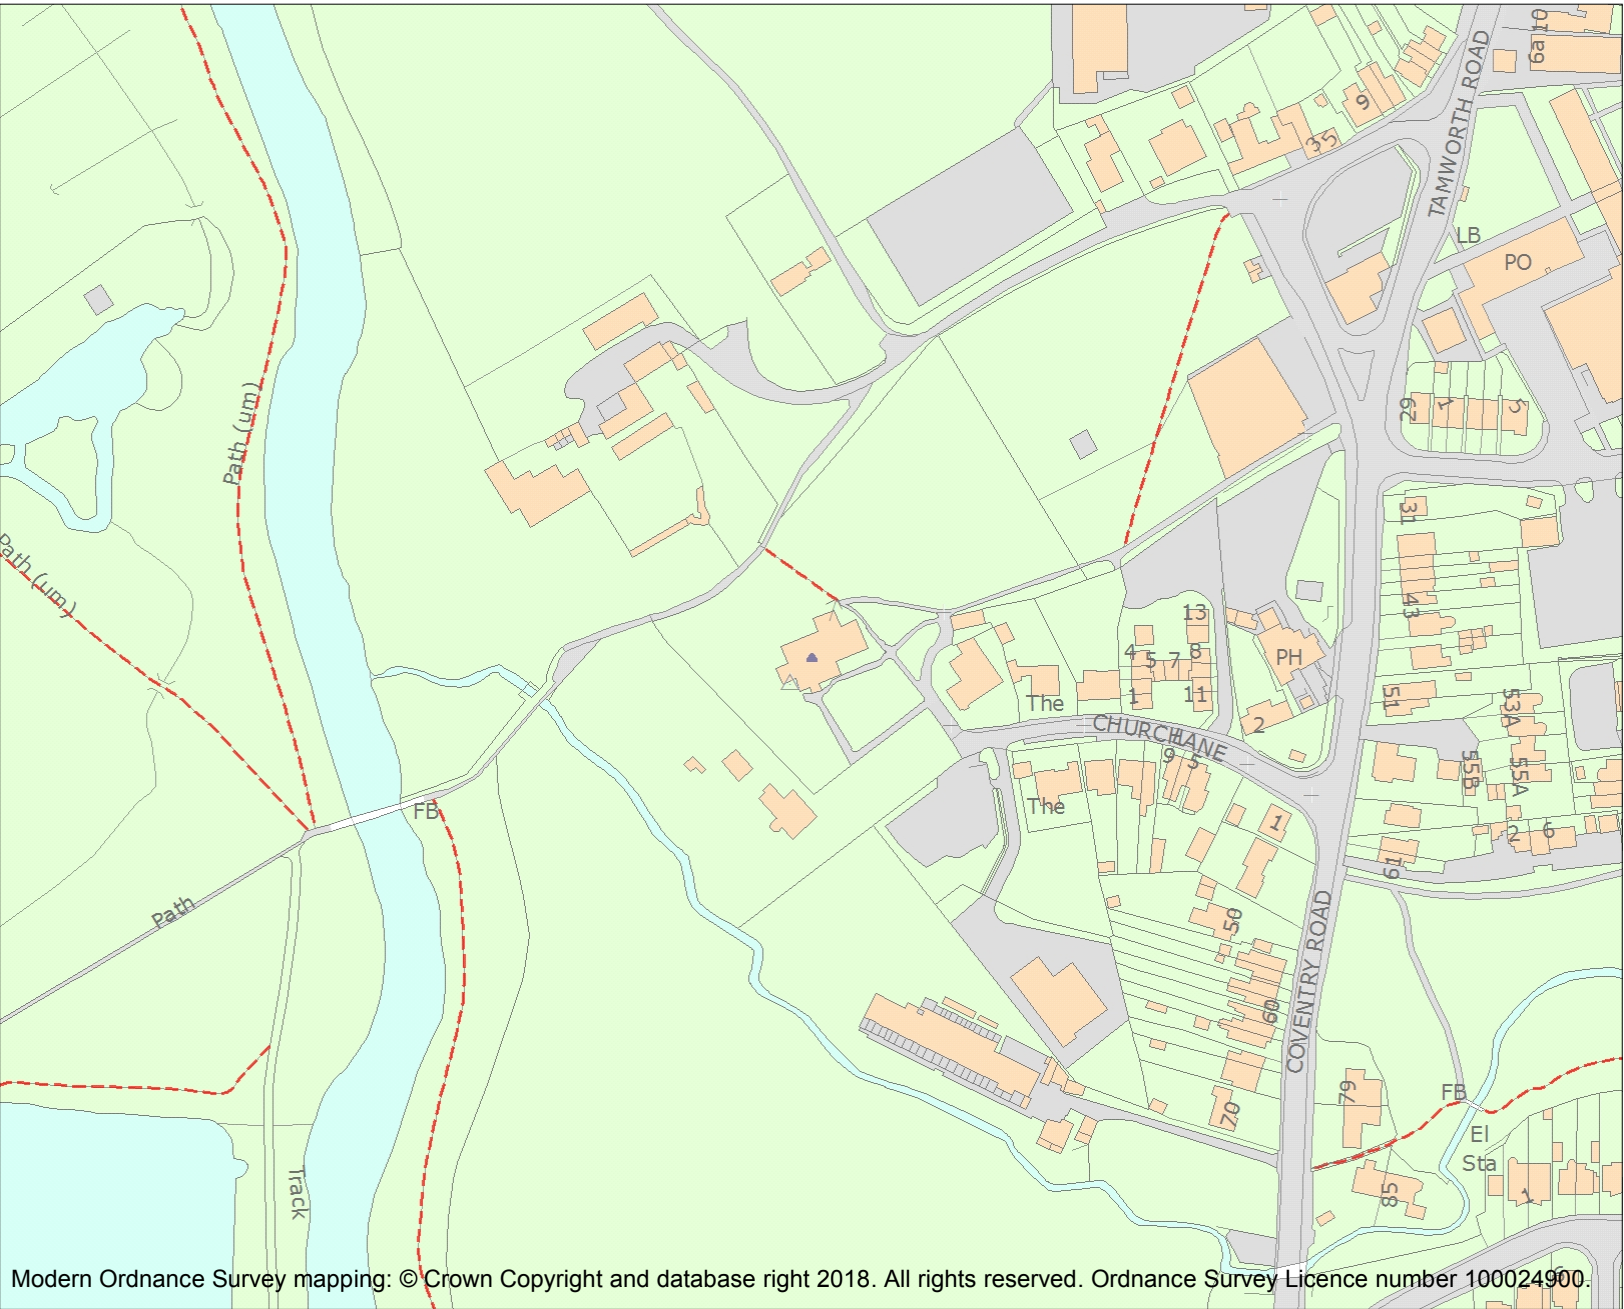 6a 10
TAMWORTH ROAD
9
35
LB
PO
Path (um)
29
1
5
31
Path (um)
43
13
4
5
7
8
PH
1
11
The
51
53A
2
CHURCH LANE
9
5
55B
55A
The
FB
1
2
6
61
Path
50
COVENTRY ROAD
60
79
FB
70
El
Sta
Track
85
1
Modern Ordnance Survey mapping: © Crown Copyright and database right 2018. All rights reserved. Ordnance Survey Licence number 100024900.